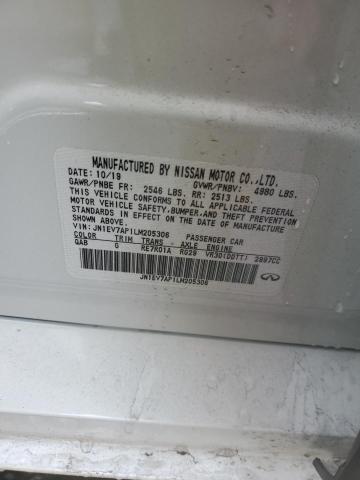 MANUFACTURED BY NISSAN MOTOR CO.,LTD.
DATE: 10/19 GVWR/PNBV: 4980 LBS.
GAWR/PNBE FR: 2546 LBS. RR: 2513 LBS.
THIS VEHICLE CONFORMS TO ALL APPLICABLE FEDERAL
MOTOR VEHICLE SAFETY, BUMPER, AND THEFT PREVENTION
STANDARDS IN EFFECT ON THE DATE OF MANUFACTURE
SHOWN ABOVE.
VIN: JN1EV7AP1LM205306 PASSENGER CAR
COLOR TRIM TRANS AXLE ENGINE
QAB G RE7R01A RG29 VR30(DDTT) 2997CC
JN1EV7AP1LM205306